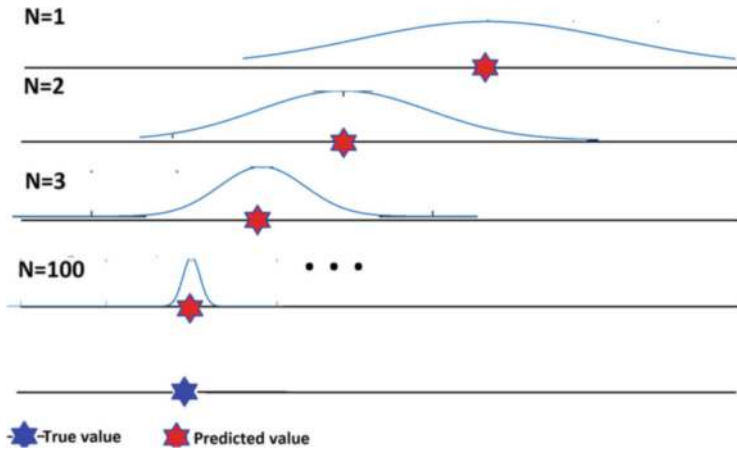 N=1
N=2
N=3
N=100
• • •
True value
Predicted value